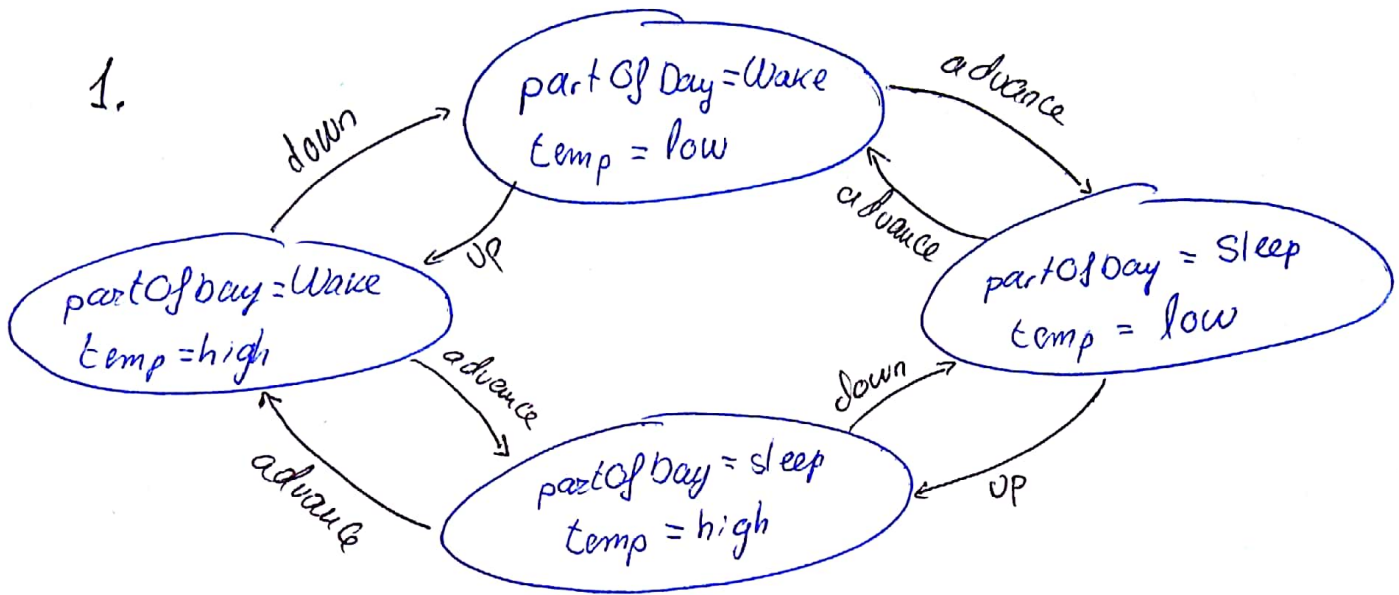 1.
partOfDay=Wake
temp = low
advance
down
advance
up
partOfDay=Wake
temp=high
partOfDay = Sleep
temp = low
advance
down
advance
partOfDay = sleep
temp = high
up